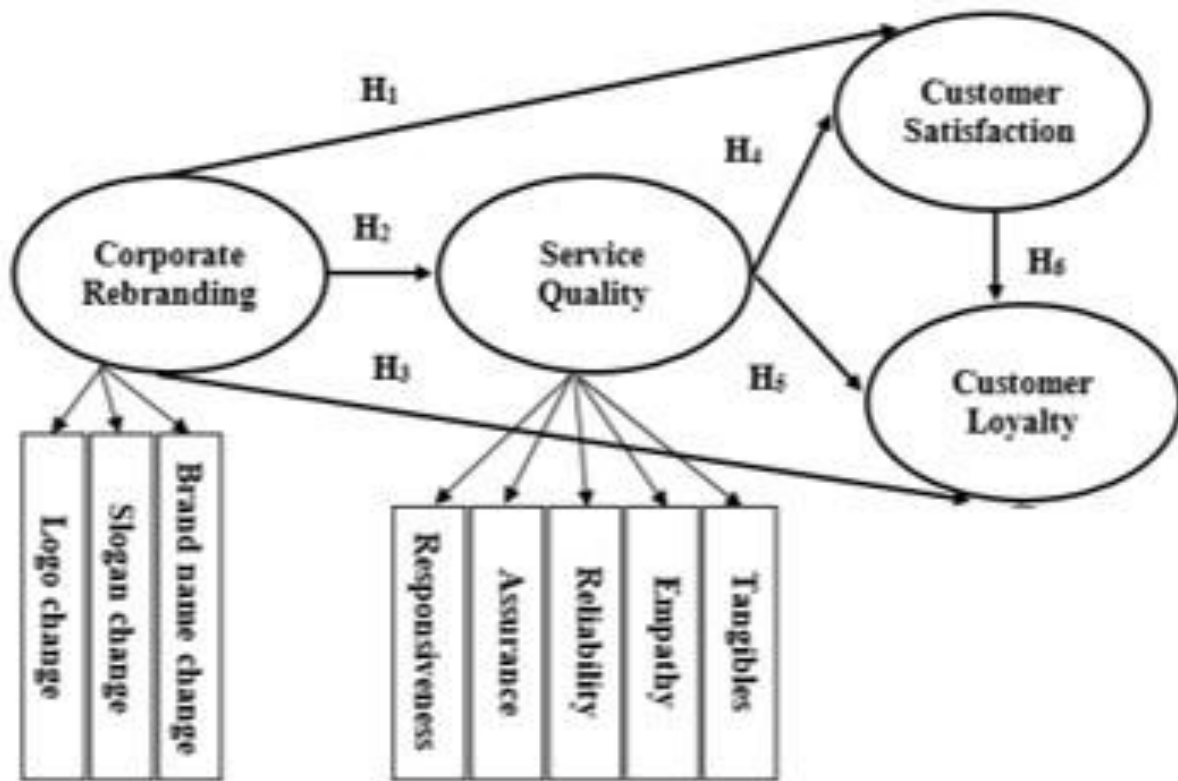 H1
Customer
Satisfaction
H4
H2
Corporate
Rebranding
Service
Quality
H6
H3
H5
Customer
Loyalty
Logo change
Slogan change
Brand name change
Responsiveness
Assurance
Reliability
Empathy
Tangibles